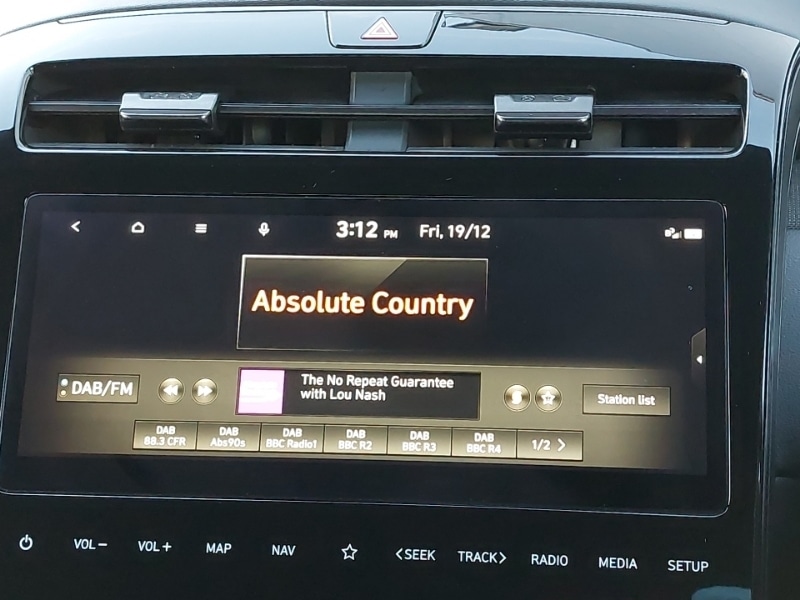 3:12 PM Fri, 19/12
Absolute Country
DAB/FM
The No Repeat Guarantee
with Lou Nash
Station list
DAB
88.3 CFR
DAB
Abs90s
DAB
BBC Radio1
DAB
BBC R2
DAB
BBC R3
DAB
BBC R4
1/2 >
VOL− VOL+ MAP NAV <SEEK TRACK> RADIO MEDIA SETUP